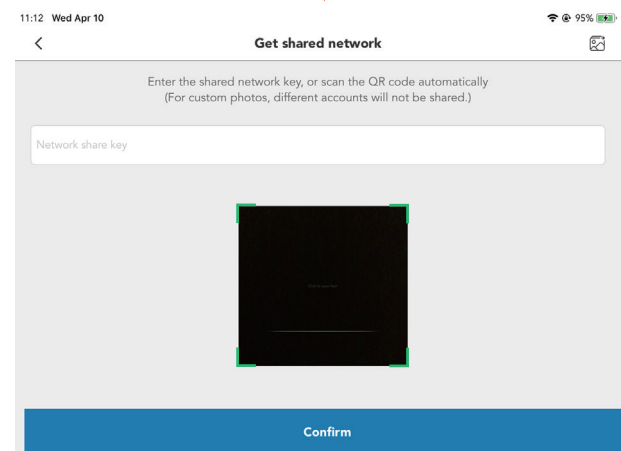 11:12 Wed Apr 10
95%
Get shared network
Enter the shared network key, or scan the QR code automatically
(For custom photos, different accounts will not be shared.)
Network share key
Confirm